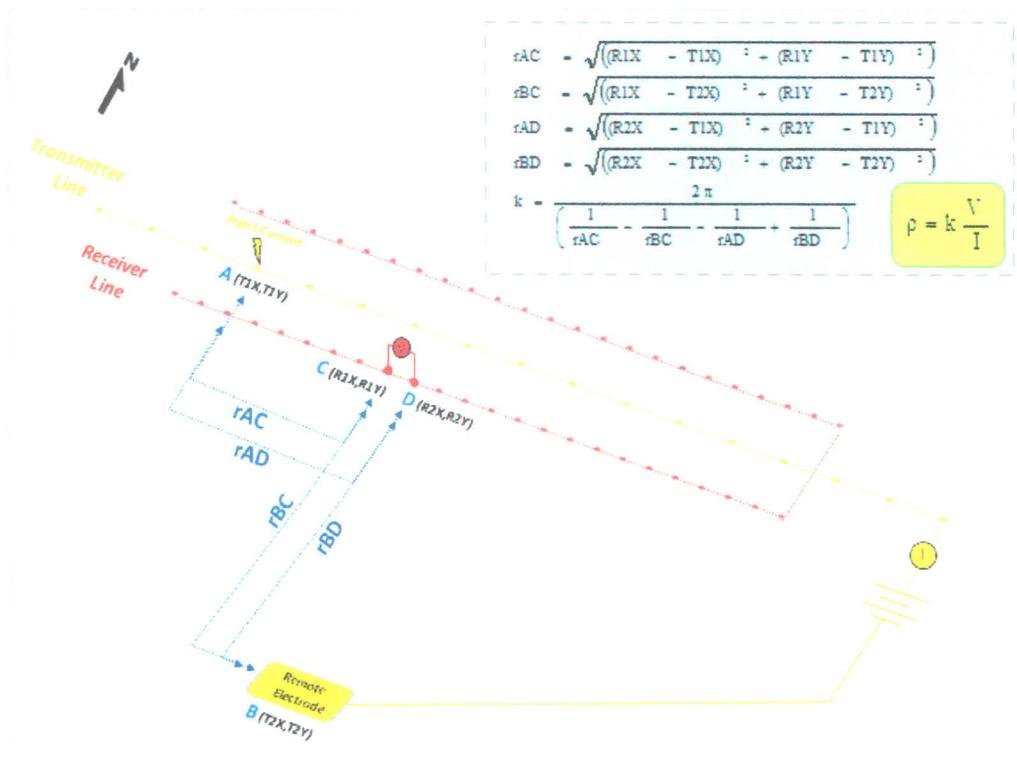 N
rAC = √((R1X - T1X)² + (R1Y - T1Y)²)
rBC = √((R1X - T2X)² + (R1Y - T2Y)²)
rAD = √((R2X - T1X)² + (R2Y - T1Y)²)
rBD = √((R2X - T2X)² + (R2Y - T2Y)²)
k = 2 π / (1/rAC - 1/rBC - 1/rAD + 1/rBD)
ρ = k V/I
Transmitter
Line
Inject Current
Receiver
Line
A (T1X,T1Y)
C (R1X,R1Y)
D (R2X,R2Y)
rAC
rAD
rBC
rBD
I
Remote
Electrode
B (T2X,T2Y)